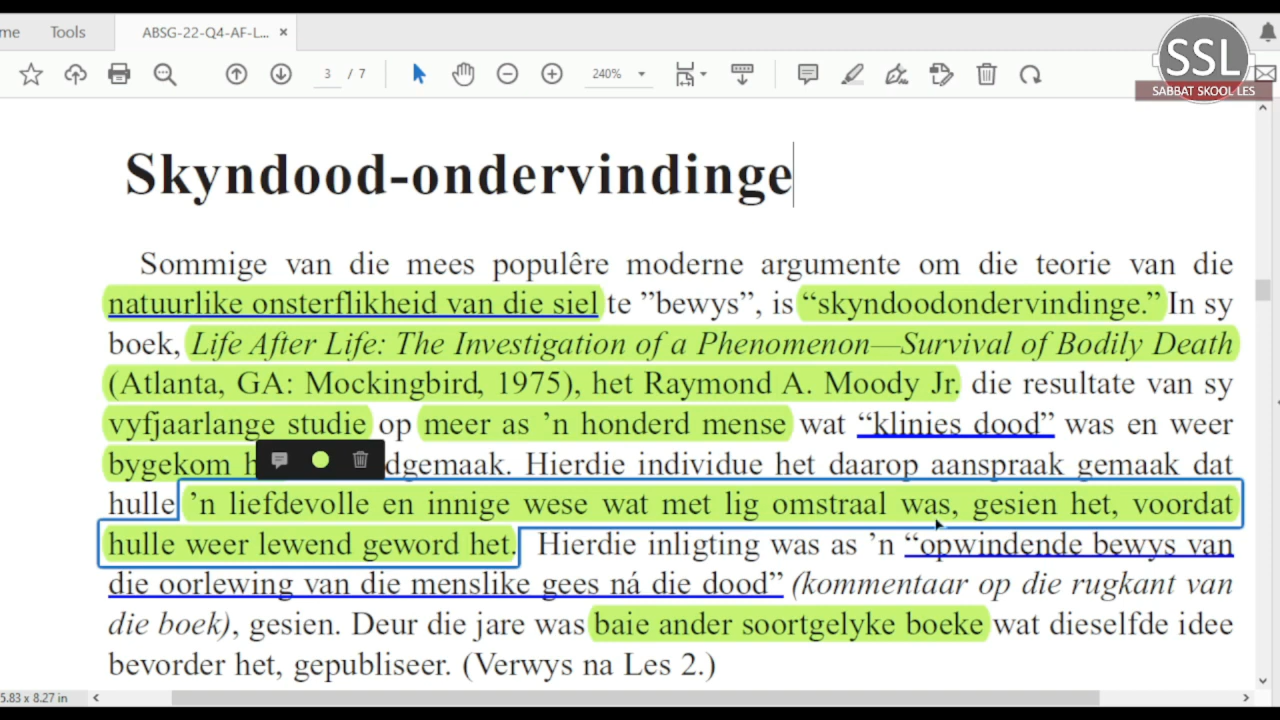 me Tools ABSG-22-Q4-AF-L... ×
SSL
SABBAT SKOOL LES
3 / 7 240%
Skyndood-ondervindinge
Sommige van die mees populêre moderne argumente om die teorie van die
natuurlike onsterflikheid van die siel te ”bewys”, is “skyndoodondervindinge.” In sy
boek, Life After Life: The Investigation of a Phenomenon—Survival of Bodily Death
(Atlanta, GA: Mockingbird, 1975), het Raymond A. Moody Jr. die resultate van sy
vyfjaarlange studie op meer as ’n honderd mense wat “klinies dood” was en weer
bygekom h dgemaak. Hierdie individue het daarop aanspraak gemaak dat
hulle ’n liefdevolle en innige wese wat met lig omstraal was, gesien het, voordat
hulle weer lewend geword het. Hierdie inligting was as ’n “opwindende bewys van
die oorlewing van die menslike gees ná die dood” (kommentaar op die rugkant van
die boek), gesien. Deur die jare was baie ander soortgelyke boeke wat dieselfde idee
bevorder het, gepubliseer. (Verwys na Les 2.)
5.83 x 8.27 in